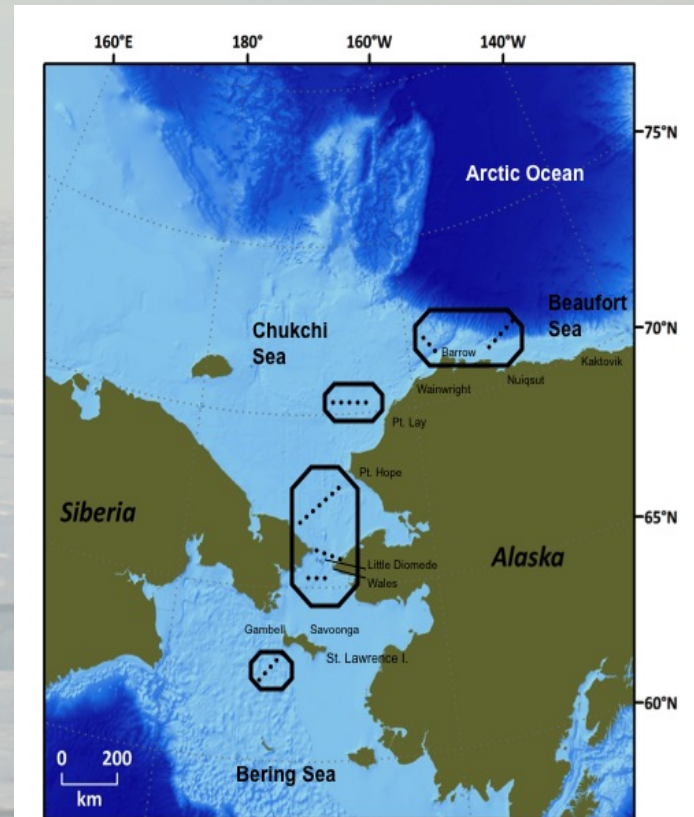 160°E 180° 160°W 140°W
75°N
Arctic Ocean
Beaufort
Sea
70°N
Chukchi
Sea
Barrow
Kaktovik
Nuiqsut
Wainwright
Pt. Lay
Pt. Hope
Siberia
65°N
Alaska
Little Diomede
Wales
Gambell Savoonga
St. Lawrence I.
60°N
0 200
km
Bering Sea